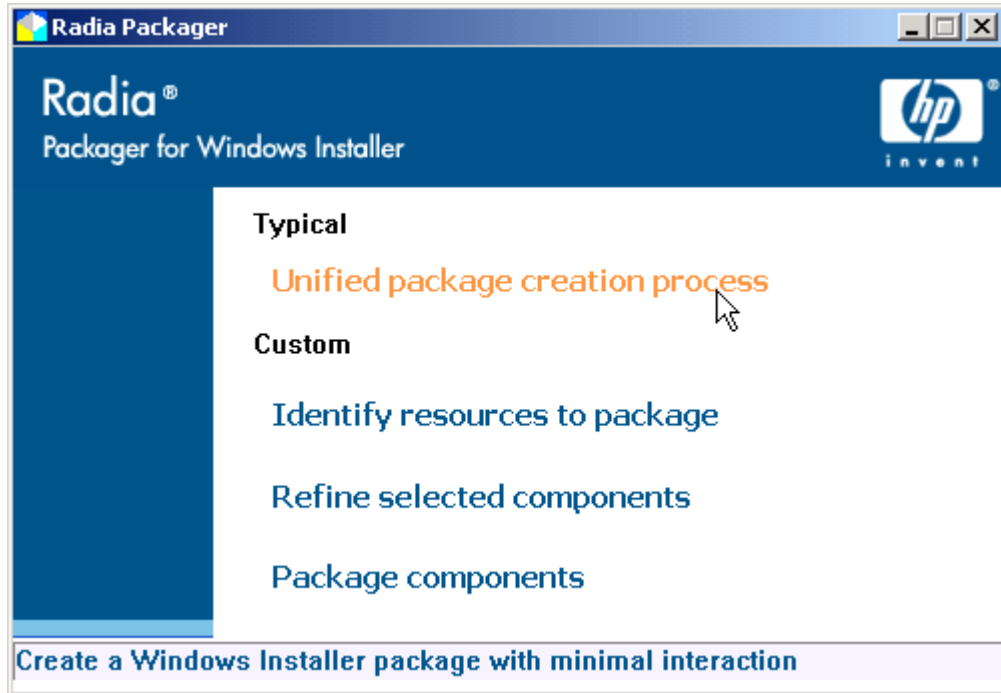 Radia Packager
Radia®
Packager for Windows Installer
hp®
invent
Typical
Unified package creation process
Custom
Identify resources to package
Refine selected components
Package components
Create a Windows Installer package with minimal interaction